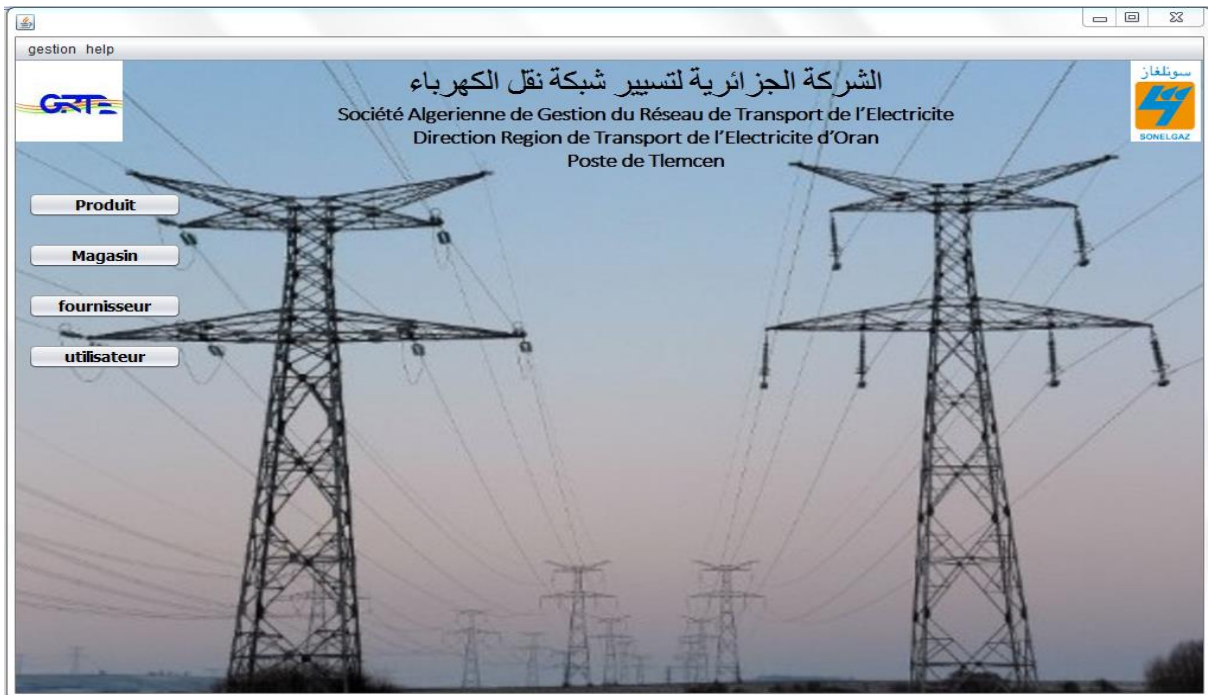 gestion help
GRTE
الشركة الجزائرية لتسيير شبكة نقل الكهرباء
سونلغاز
Société Algerienne de Gestion du Réseau de Transport de l'Electricite
Direction Region de Transport de l'Electricite d'Oran
SONELGAZ
Poste de Tlemcen
Produit
Magasin
fournisseur
utilisateur